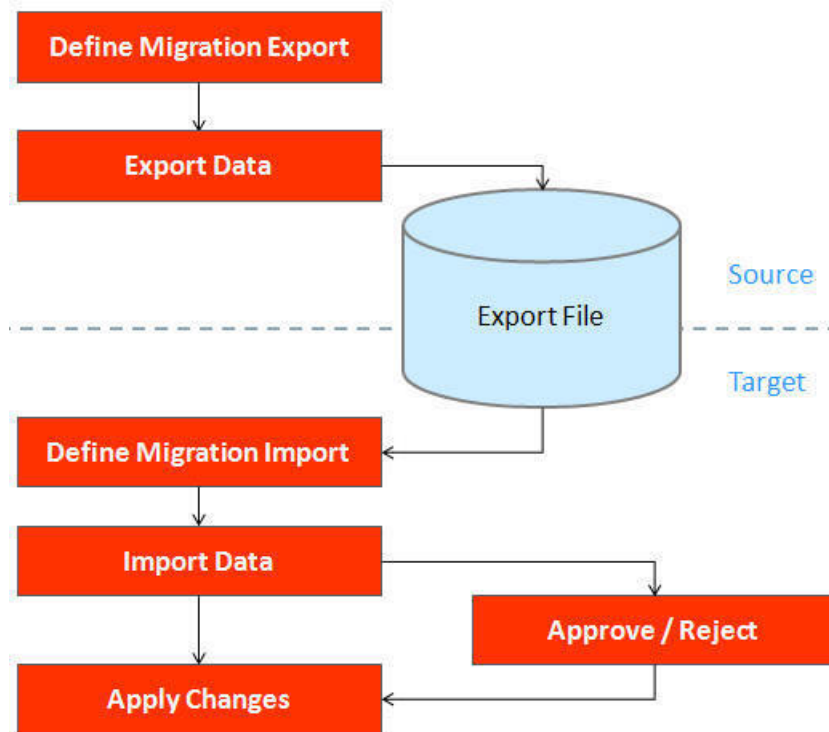 Define Migration Export
Export Data
Source
Export File
Target
Define Migration Import
Import Data
Approve / Reject
Apply Changes